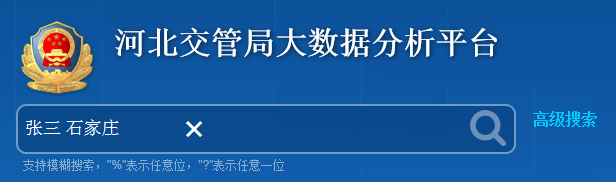 河北交管局大数据分析平台
张三 石家庄
高级搜索
支持模糊搜索，"%"表示任意位，"?"表示任意一位